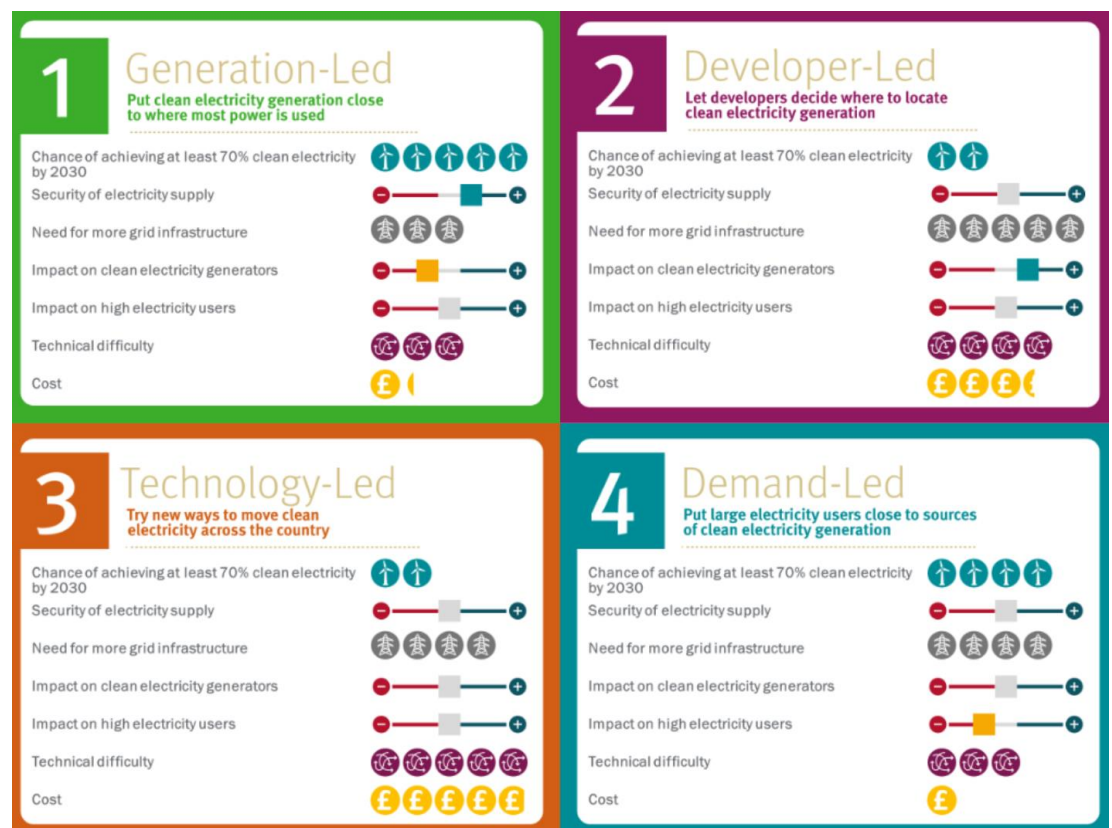 1
Generation-Led
Put clean electricity generation close
to where most power is used
Chance of achieving at least 70% clean electricity
by 2030
Security of electricity supply
Need for more grid infrastructure
Impact on clean electricity generators
Impact on high electricity users
Technical difficulty
Cost
2
Developer-Led
Let developers decide where to locate
clean electricity generation
Chance of achieving at least 70% clean electricity
by 2030
Security of electricity supply
Need for more grid infrastructure
Impact on clean electricity generators
Impact on high electricity users
Technical difficulty
Cost
3
Technology-Led
Try new ways to move clean
electricity across the country
Chance of achieving at least 70% clean electricity
by 2030
Security of electricity supply
Need for more grid infrastructure
Impact on clean electricity generators
Impact on high electricity users
Technical difficulty
Cost
4
Demand-Led
Put large electricity users close to sources
of clean electricity generation
Chance of achieving at least 70% clean electricity
by 2030
Security of electricity supply
Need for more grid infrastructure
Impact on clean electricity generators
Impact on high electricity users
Technical difficulty
Cost